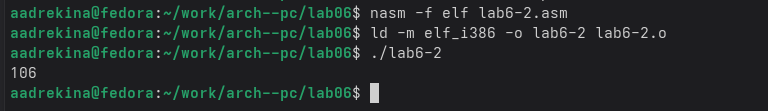 aadrekina@fedora:~/work/arch--pc/lab06$ nasm -f elf lab6-2.asm
aadrekina@fedora:~/work/arch--pc/lab06$ ld -m elf_i386 -o lab6-2 lab6-2.o
aadrekina@fedora:~/work/arch--pc/lab06$ ./lab6-2
106
aadrekina@fedora:~/work/arch--pc/lab06$